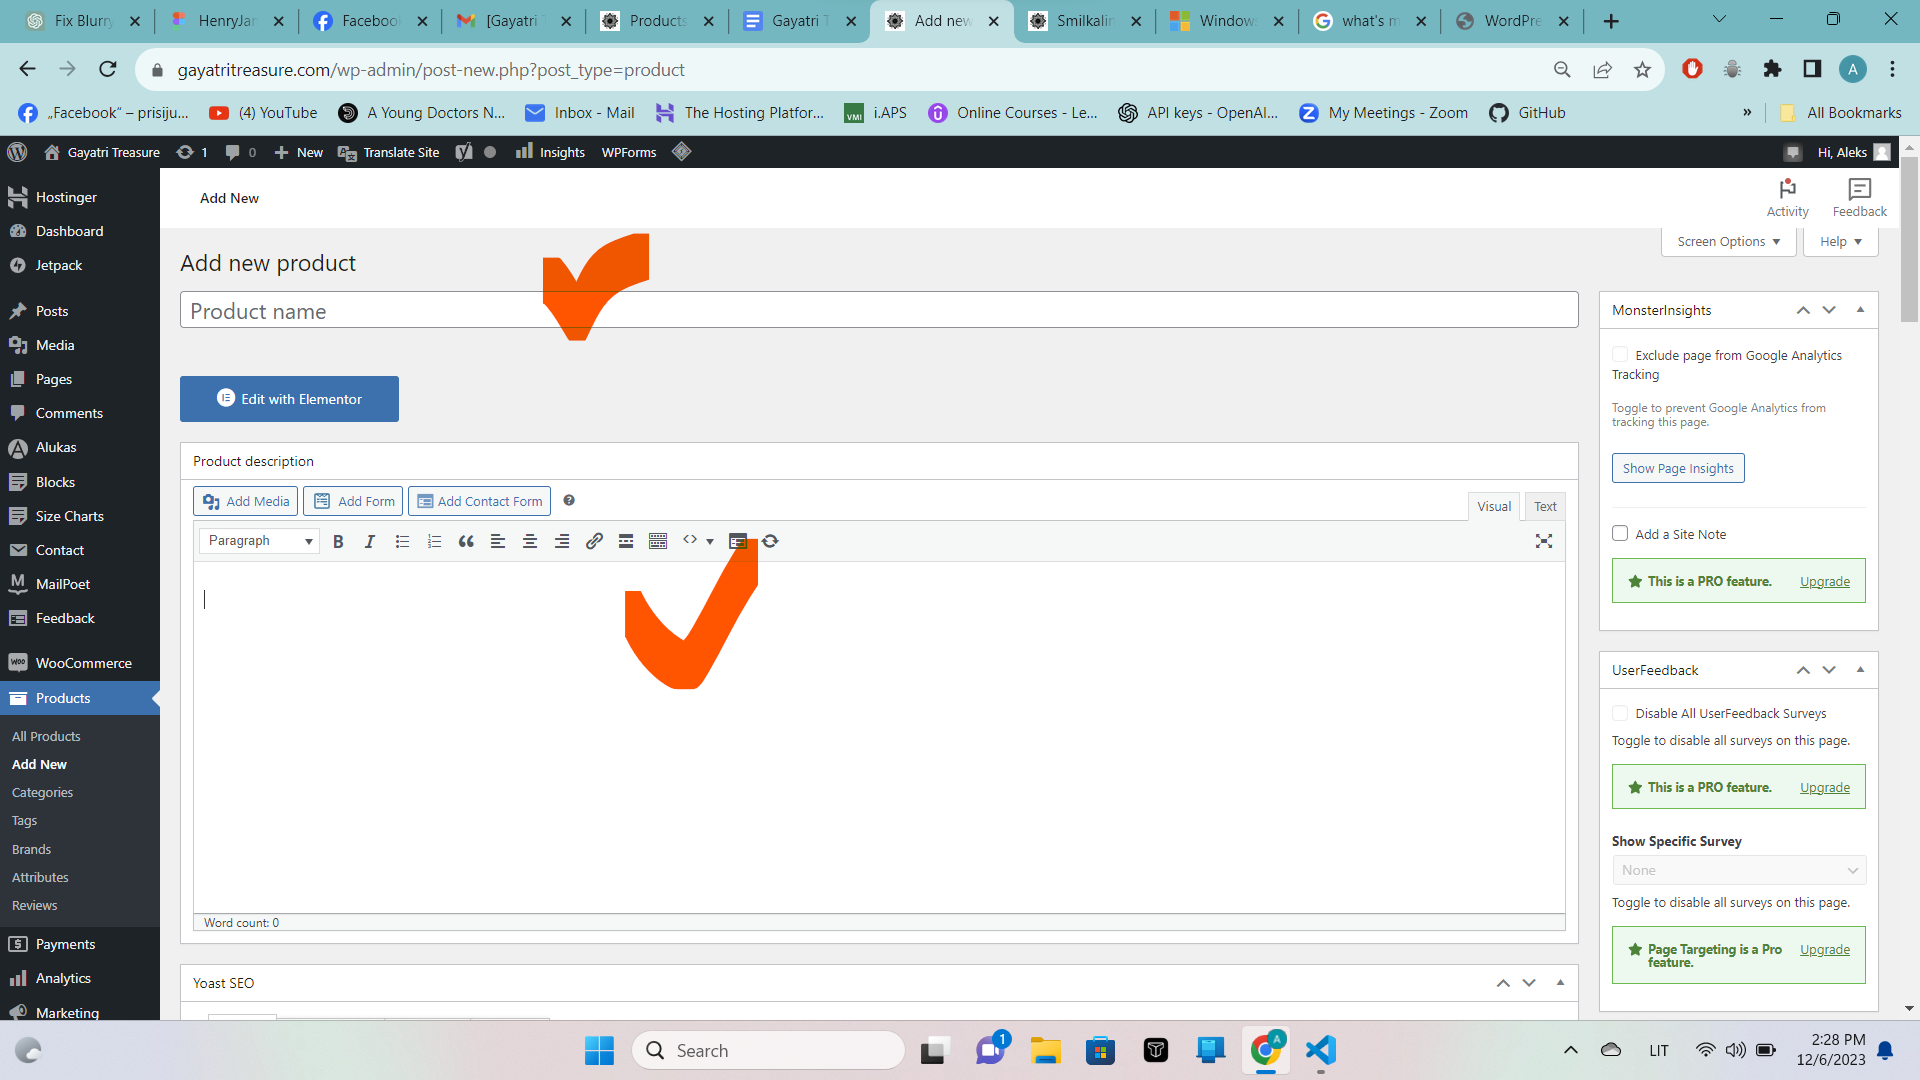 Fix Blurry
HenryJar
Facebook
[Gayatri T
Products
Gayatri T
Add new
Smilkalin
Window
what's m
WordPre
gayatritreasure.com/wp-admin/post-new.php?post_type=product
A
„Facebook“ – prisiju...
(4) YouTube
A Young Doctors N...
Inbox - Mail
The Hosting Platfor...
VMI
i.APS
Online Courses - Le...
API keys - OpenAI...
My Meetings - Zoom
GitHub
»
All Bookmarks
Gayatri Treasure
1
0
New
Translate Site
Insights
WPForms
Hi, Aleks
Hostinger
Dashboard
Jetpack
Posts
Media
Pages
Comments
Alukas
Blocks
Size Charts
Contact
MailPoet
Feedback
WooCommerce
Products
All Products
Add New
Categories
Tags
Brands
Attributes
Reviews
Payments
Analytics
Marketing
Add New
Activity
Feedback
Screen Options
Help
Add new product
Product name
Edit with Elementor
Product description
Add Media
Add Form
Add Contact Form
Visual
Text
Paragraph
B
I
Word count: 0
Yoast SEO
MonsterInsights
Exclude page from Google Analytics
Tracking
Toggle to prevent Google Analytics from
tracking this page.
Show Page Insights
Add a Site Note
This is a PRO feature. Upgrade
UserFeedback
Disable All UserFeedback Surveys
Toggle to disable all surveys on this page.
This is a PRO feature. Upgrade
Show Specific Survey
None
Toggle to disable all surveys on this page.
Page Targeting is a Pro Upgrade
feature.
Search
1
A
LIT
2:28 PM
12/6/2023